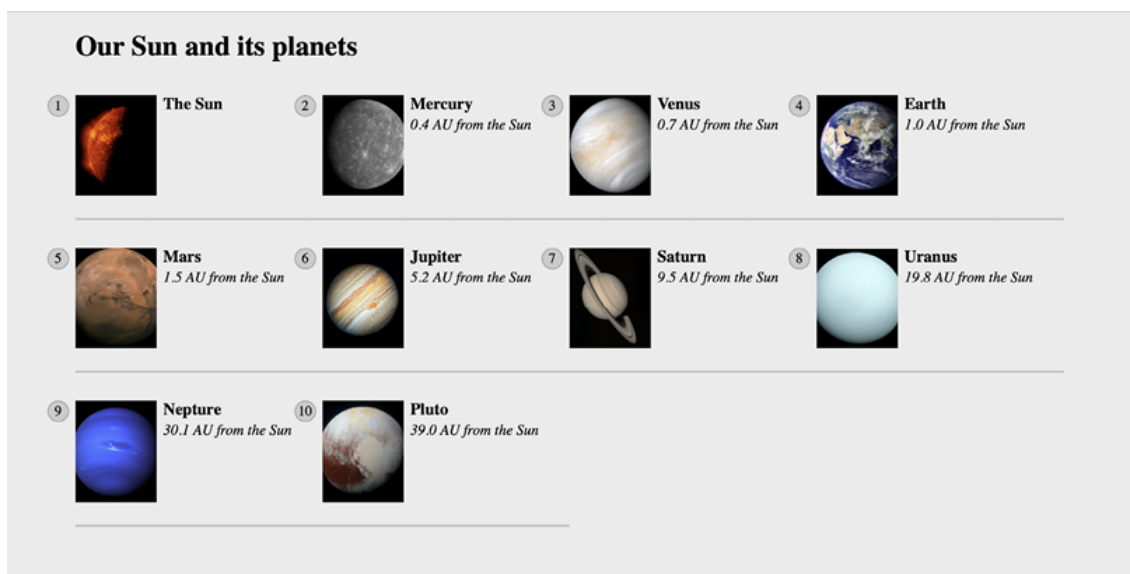 Our Sun and its planets
1
The Sun
2
Mercury
0.4 AU from the Sun
3
Venus
0.7 AU from the Sun
4
Earth
1.0 AU from the Sun
5
Mars
1.5 AU from the Sun
6
Jupiter
5.2 AU from the Sun
7
Saturn
9.5 AU from the Sun
8
Uranus
19.8 AU from the Sun
9
Nepture
30.1 AU from the Sun
10
Pluto
39.0 AU from the Sun